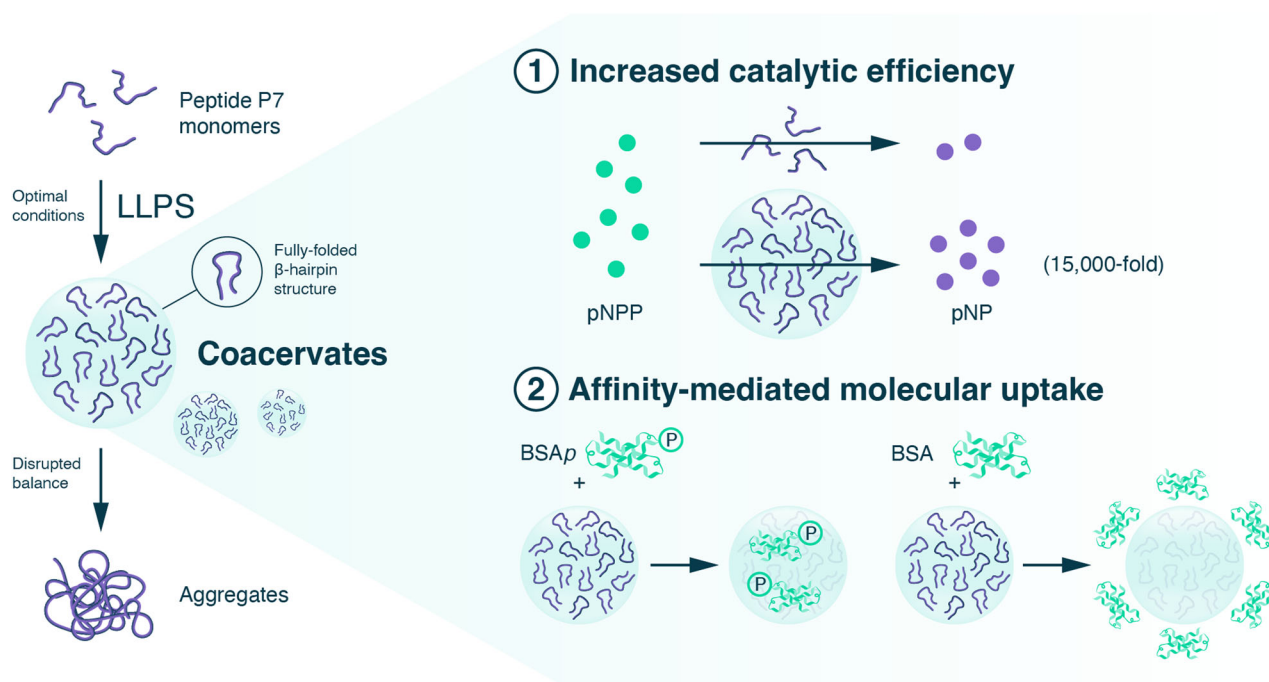 Peptide P7
monomers
Optimal
conditions
LLPS
Fully-folded
β-hairpin
structure
Coacervates
Disrupted
balance
Aggregates
1 Increased catalytic efficiency
pNPP
pNP
(15,000-fold)
2 Affinity-mediated molecular uptake
BSAp
P
+
P
P
BSA
+